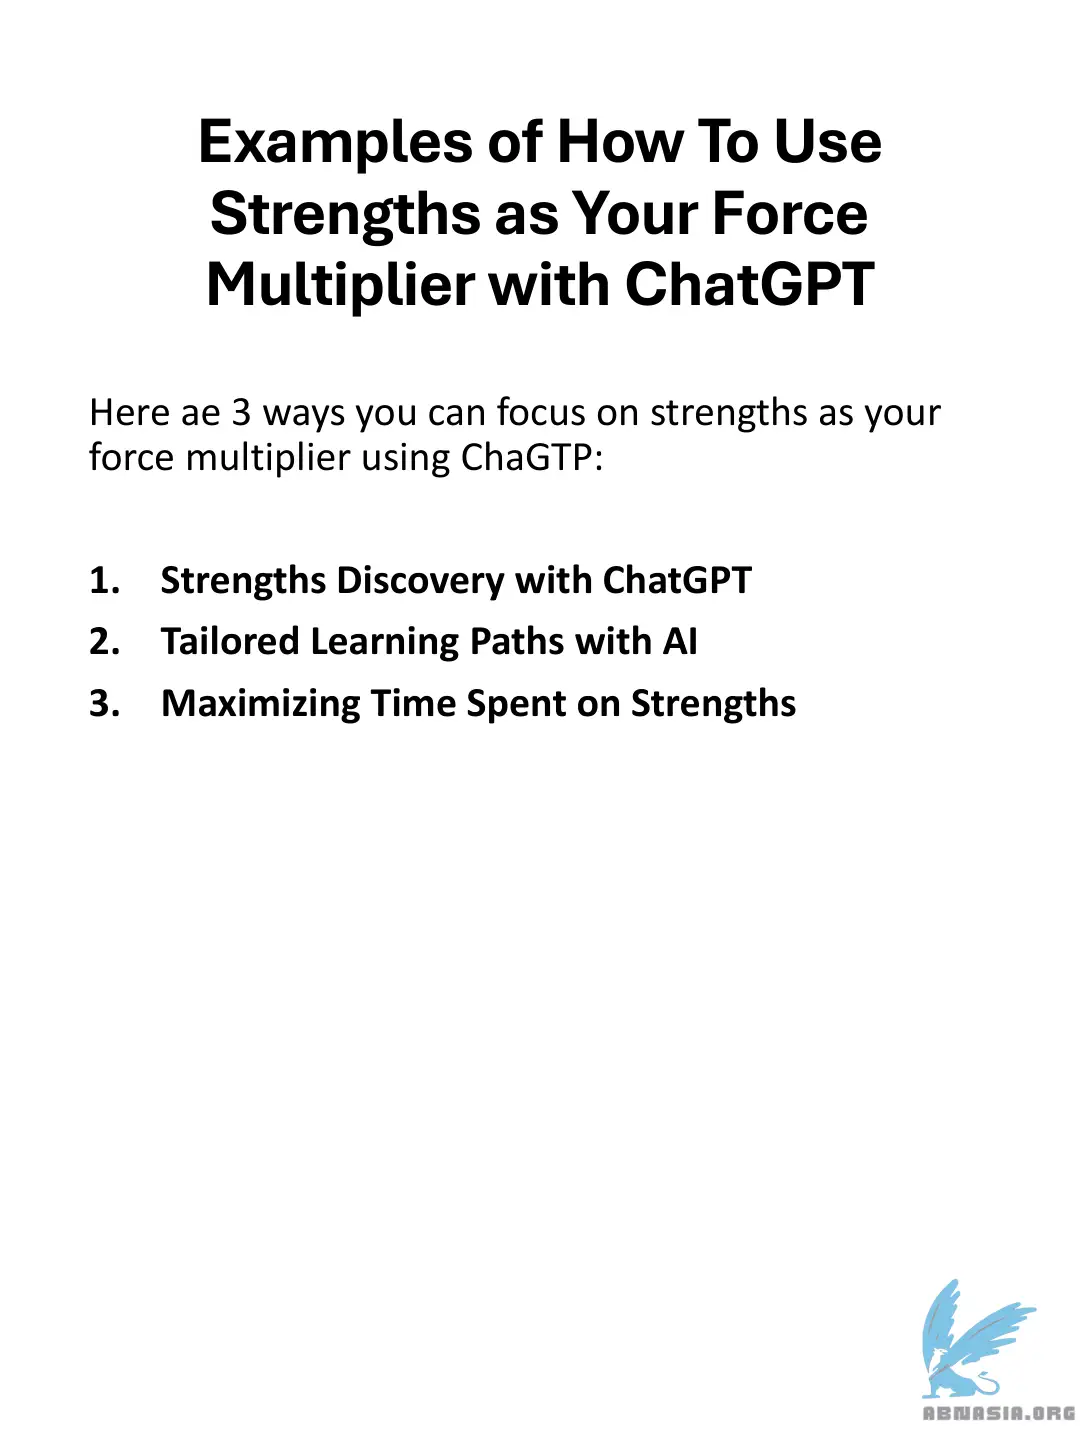 Examples of How To Use
Strengths as Your Force
Multiplier with ChatGPT
Here ae 3 ways you can focus on strengths as your
force multiplier using ChaGTP:
1. Strengths Discovery with ChatGPT
2. Tailored Learning Paths with AI
3. Maximizing Time Spent on Strengths
ABNASIA.ORG